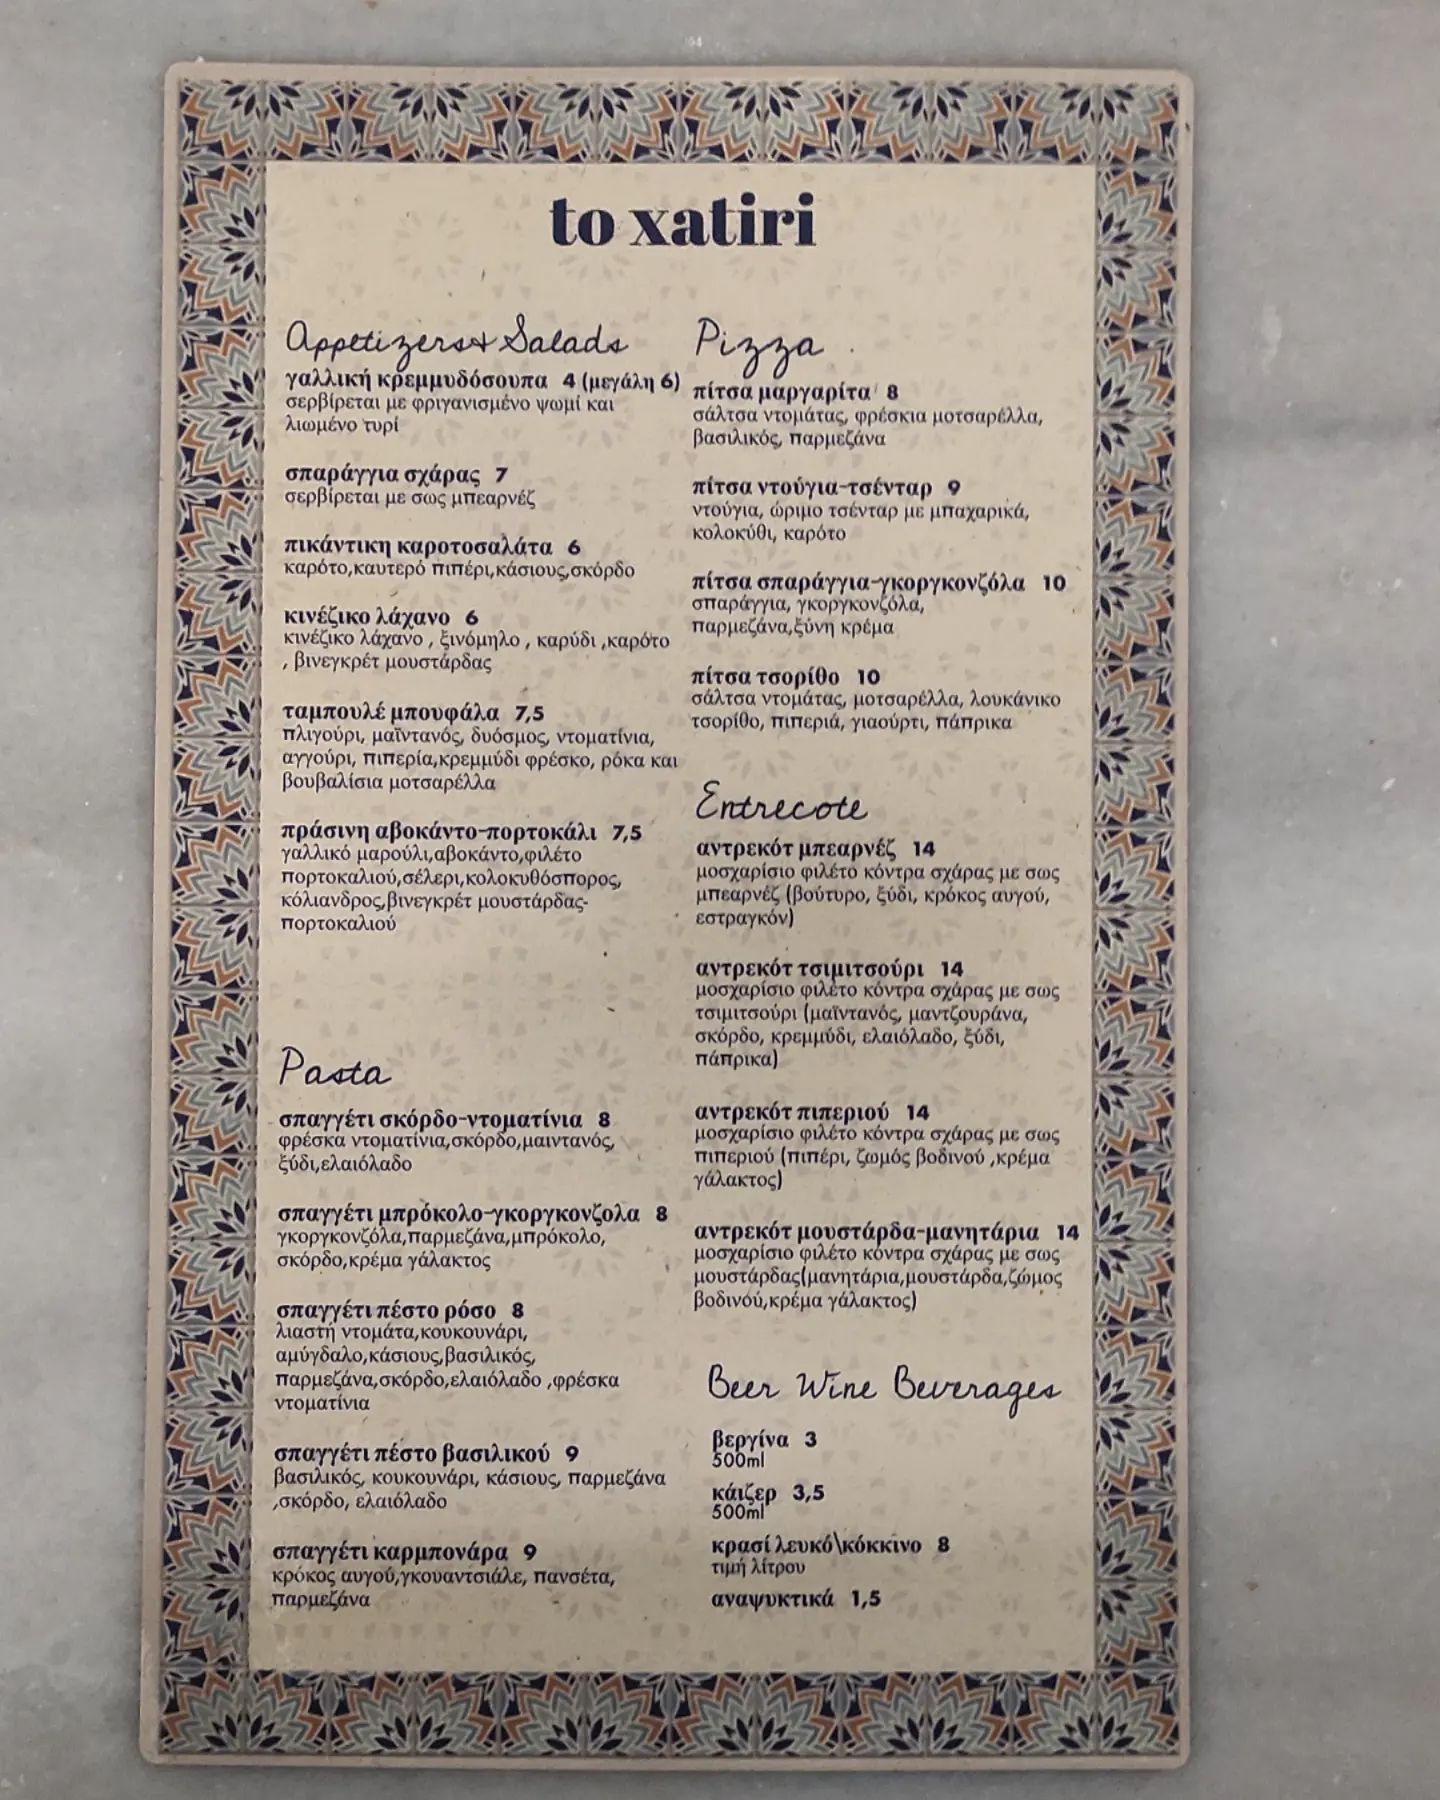 to xatiri
Appetizers+Salads
γαλλική κρεμμυδόσουπα 4 (μεγάλη 6)
σερβίρεται με φριγανισμένο ψωμί και
λιωμένο τυρί
σπαράγγια σχάρας 7
σερβίρεται με σως μπεαρνέζ
πικάντικη καροτοσαλάτα 6
καρότο,καυτερό πιπέρι,κάσιους,σκόρδο
κινέζικο λάχανο 6
κινέζικο λάχανο , ξινόμηλο , καρύδι ,καρότο
, βινεγκρέτ μουστάρδας
ταμπουλέ μπουφάλα 7,5
πλιγούρι, μαϊντανός, δυόσμος, ντοματίνια,
αγγούρι, πιπερία,κρεμμύδι φρέσκο, ρόκα και
βουβαλίσια μοτσαρέλλα
πράσινη αβοκάντο-πορτοκάλι 7,5
γαλλικό μαρούλι,αβοκάντο,φιλέτο
πορτοκαλιού,σέλερι,κολοκυθόσπορος,
κόλιανδρος,βινεγκρέτ μουστάρδας-
πορτοκαλιού
Pasta
σπαγγέτι σκόρδο-ντοματίνια 8
φρέσκα ντοματίνια,σκόρδο,μαιντανός,
ξύδι,ελαιόλαδο
σπαγγέτι μπρόκολο-γκοργκονζολα 8
γκοργκονζόλα,παρμεζάνα,μπρόκολο,
σκόρδο,κρέμα γάλακτος
σπαγγέτι πέστο ρόσο 8
λιαστή ντομάτα,κουκουνάρι,
αμύγδαλο,κάσιους,βασιλικός,
παρμεζάνα,σκόρδο,ελαιόλαδο ,φρέσκα
ντοματίνια
σπαγγέτι πέστο βασιλικού 9
βασιλικός, κουκουνάρι, κάσιους, παρμεζάνα
,σκόρδο, ελαιόλαδο
σπαγγέτι καρμπονάρα 9
κρόκος αυγού,γκουαντσιάλε, πανσέτα,
παρμεζάνα
Pizza
πίτσα μαργαρίτα 8
σάλτσα ντομάτας, φρέσκια μοτσαρέλλα,
βασιλικός, παρμεζάνα
πίτσα ντούγια-τσένταρ 9
ντούγια, ώριμο τσένταρ με μπαχαρικά,
κολοκύθι, καρότο
πίτσα σπαράγγια-γκοργκονζόλα 10
σπαράγγια, γκοργκονζόλα,
παρμεζάνα,ξύνη κρέμα
πίτσα τσορίθο 10
σάλτσα ντομάτας, μοτσαρέλλα, λουκάνικο
τσορίθο, πιπεριά, γιαούρτι, πάπρικα
Entrecote
αντρεκότ μπεαρνέζ 14
μοσχαρίσιο φιλέτο κόντρα σχάρας με σως
μπεαρνέζ (βούτυρο, ξύδι, κρόκος αυγού,
εστραγκόν)
αντρεκότ τσιμιτσούρι 14
μοσχαρίσιο φιλέτο κόντρα σχάρας με σως
τσιμιτσούρι (μαϊντανός, μαντζουράνα,
σκόρδο, κρεμμύδι, ελαιόλαδο, ξύδι,
πάπρικα)
αντρεκότ πιπεριού 14
μοσχαρίσιο φιλέτο κόντρα σχάρας με σως
πιπεριού (πιπέρι, ζωμός βοδινού ,κρέμα
γάλακτος)
αντρεκότ μουστάρδα-μανητάρια 14
μοσχαρίσιο φιλέτο κόντρα σχάρας με σως
μουστάρδας(μανητάρια,μουστάρδα,ζώμος
βοδινού,κρέμα γάλακτος)
Beer Wine Beverages
βεργίνα 3
500ml
κάιζερ 3,5
500ml
κρασί λευκό\κόκκινο 8
τιμή λίτρου
αναψυκτικά 1,5